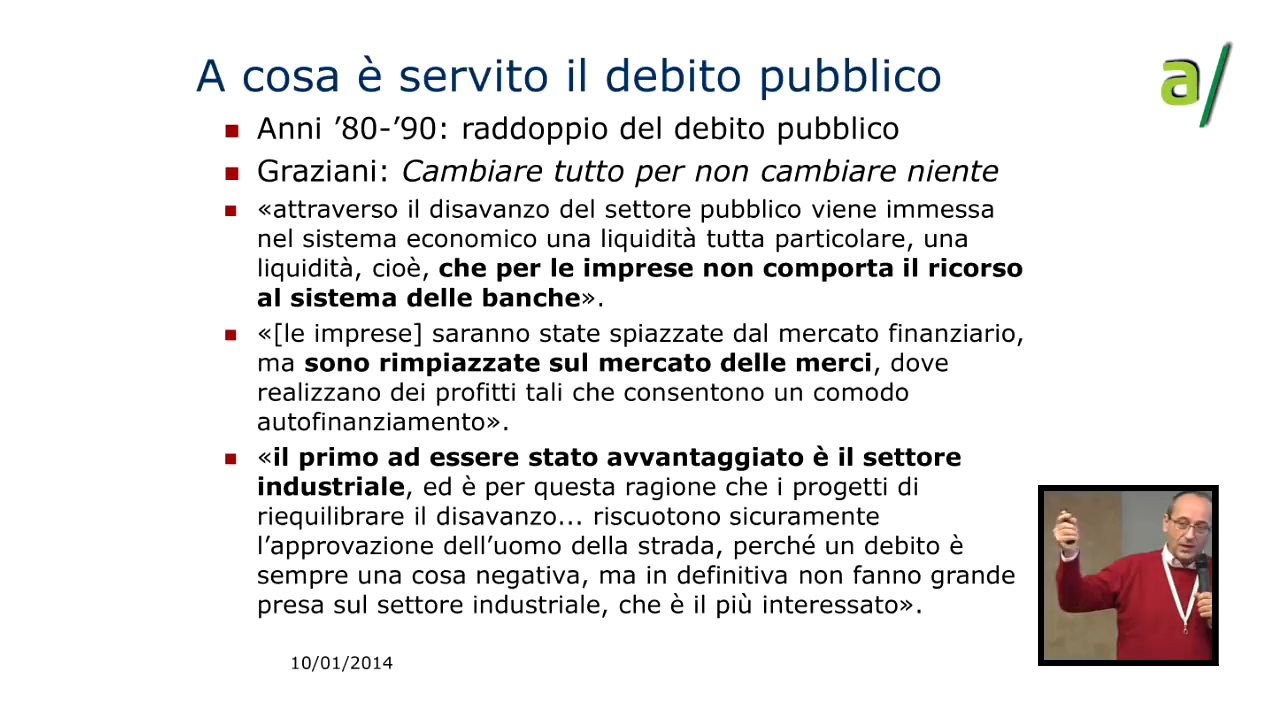 A cosa è servito il debito pubblico
a/
Anni ’80-’90: raddoppio del debito pubblico
Graziani: Cambiare tutto per non cambiare niente
«attraverso il disavanzo del settore pubblico viene immessa
nel sistema economico una liquidità tutta particolare, una
liquidità, cioè, che per le imprese non comporta il ricorso
al sistema delle banche».
«[le imprese] saranno state spiazzate dal mercato finanziario,
ma sono rimpiazzate sul mercato delle merci, dove
realizzano dei profitti tali che consentono un comodo
autofinanziamento».
«il primo ad essere stato avvantaggiato è il settore
industriale, ed è per questa ragione che i progetti di
riequilibrare il disavanzo... riscuotono sicuramente
l’approvazione dell’uomo della strada, perché un debito è
sempre una cosa negativa, ma in definitiva non fanno grande
presa sul settore industriale, che è il più interessato».
10/01/2014